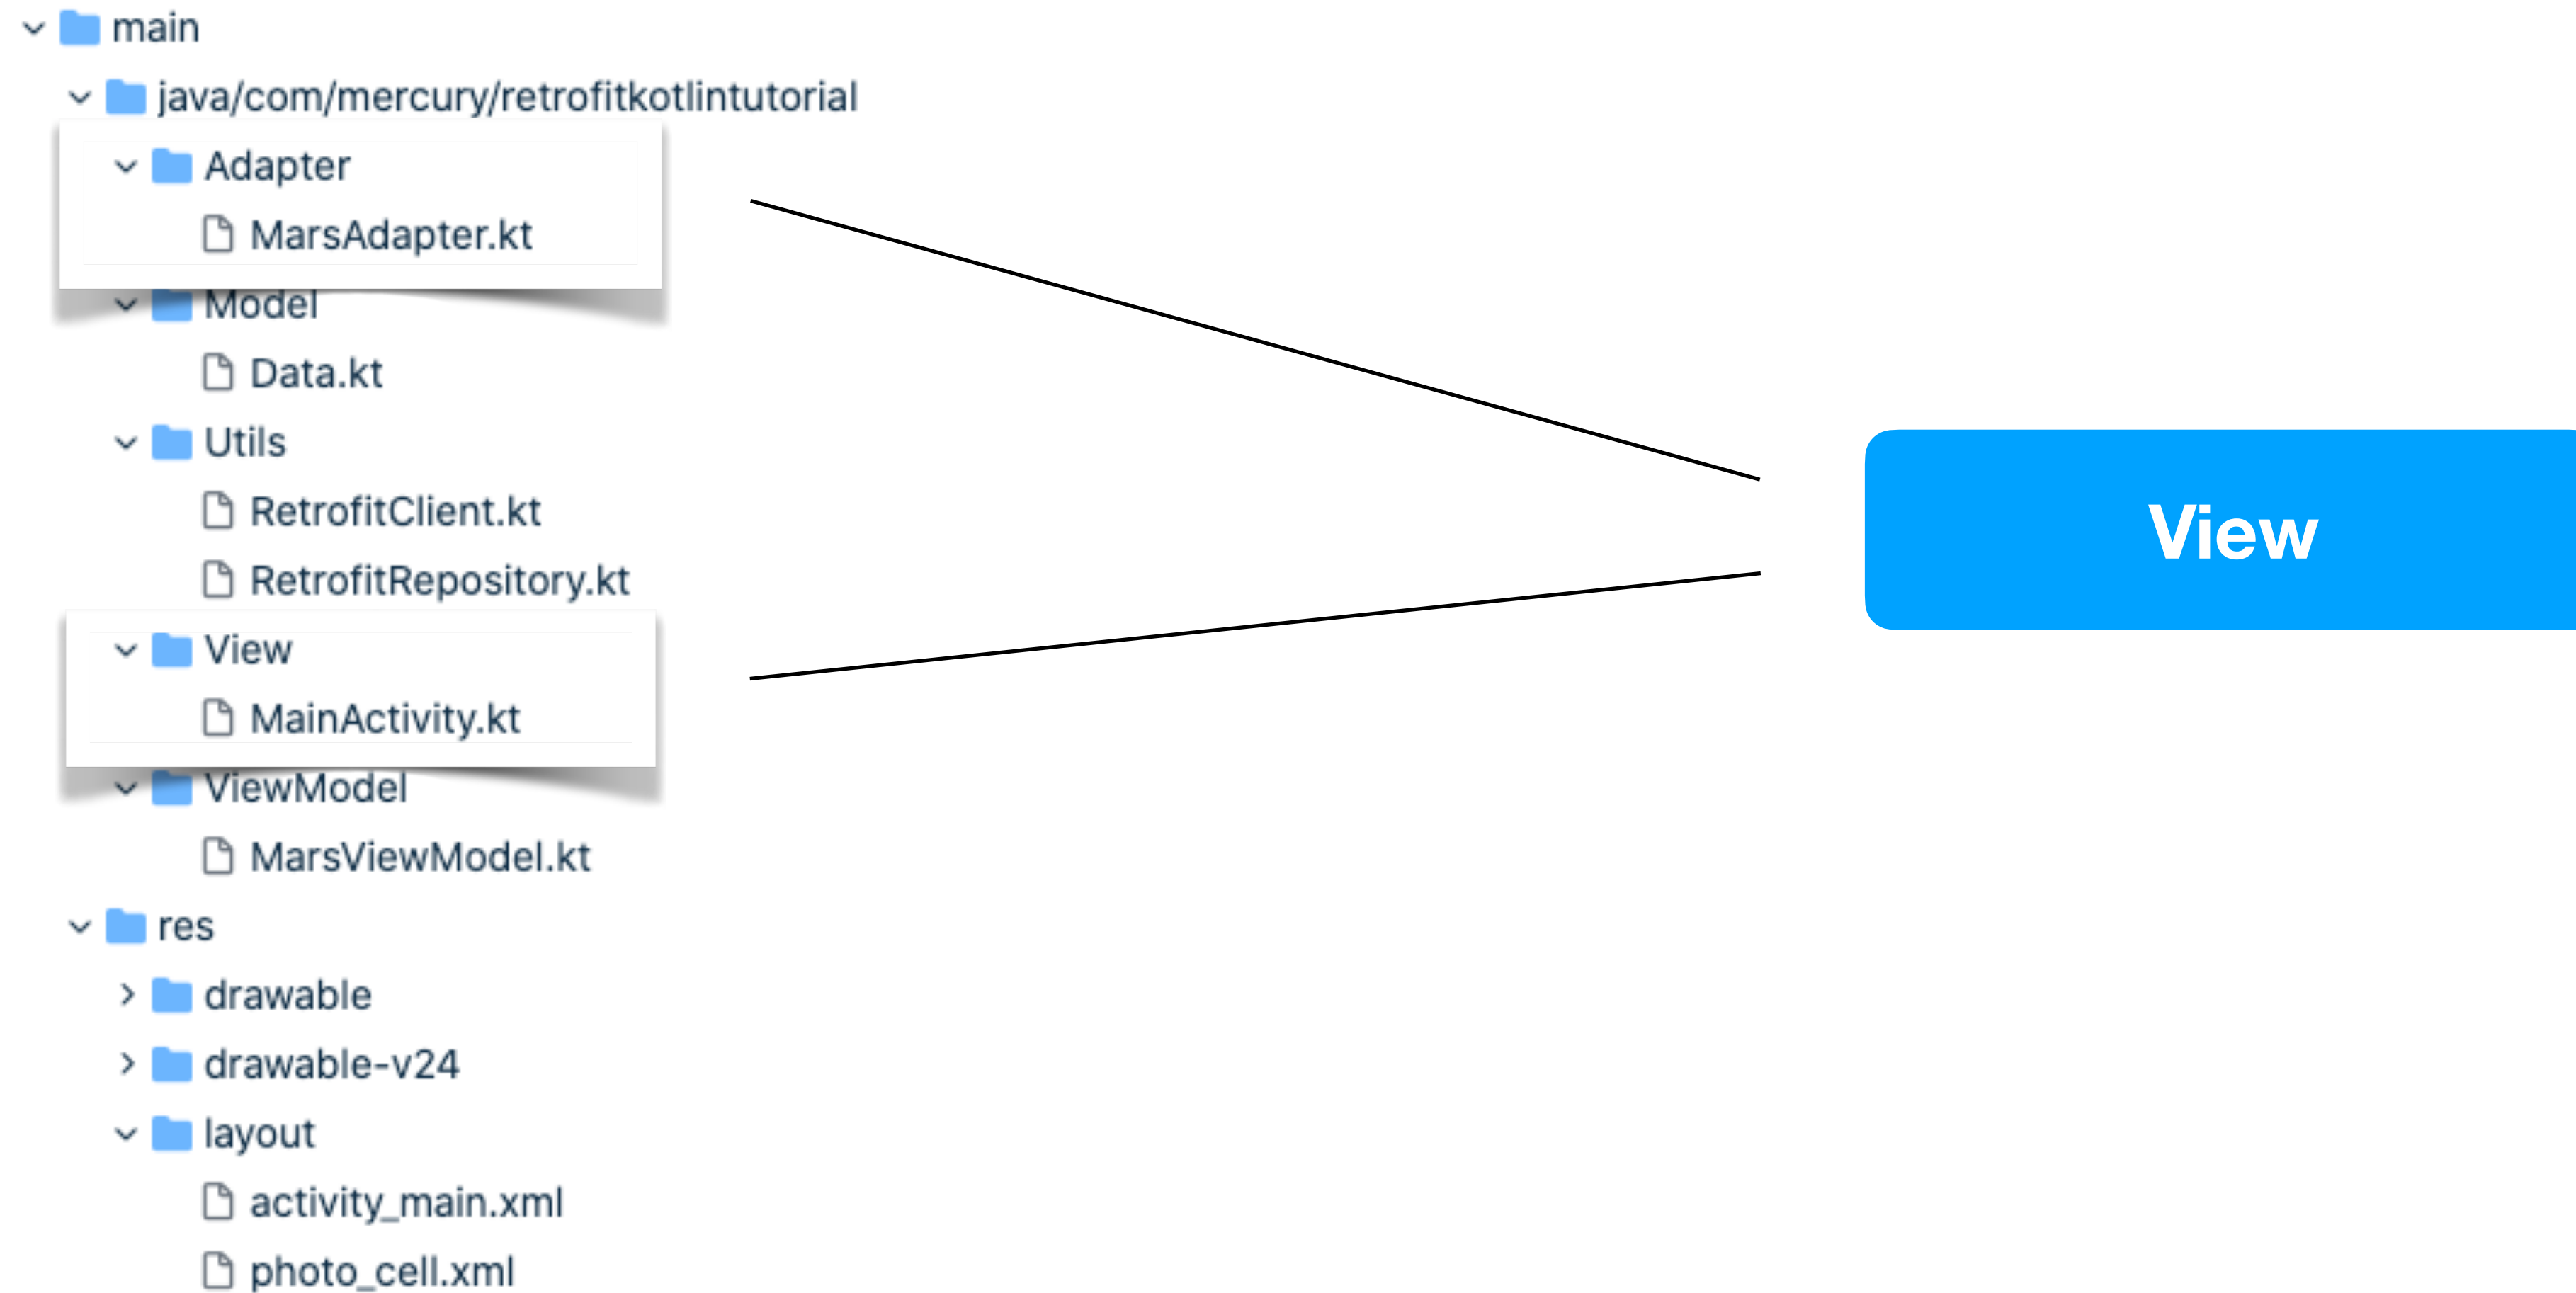 main
java/com/mercury/retrofitkotlintutorial
Adapter
MarsAdapter.kt
Model
Data.kt
Utils
RetrofitClient.kt
RetrofitRepository.kt
View
MainActivity.kt
ViewModel
MarsViewModel.kt
res
drawable
drawable-v24
layout
activity_main.xml
photo_cell.xml
View